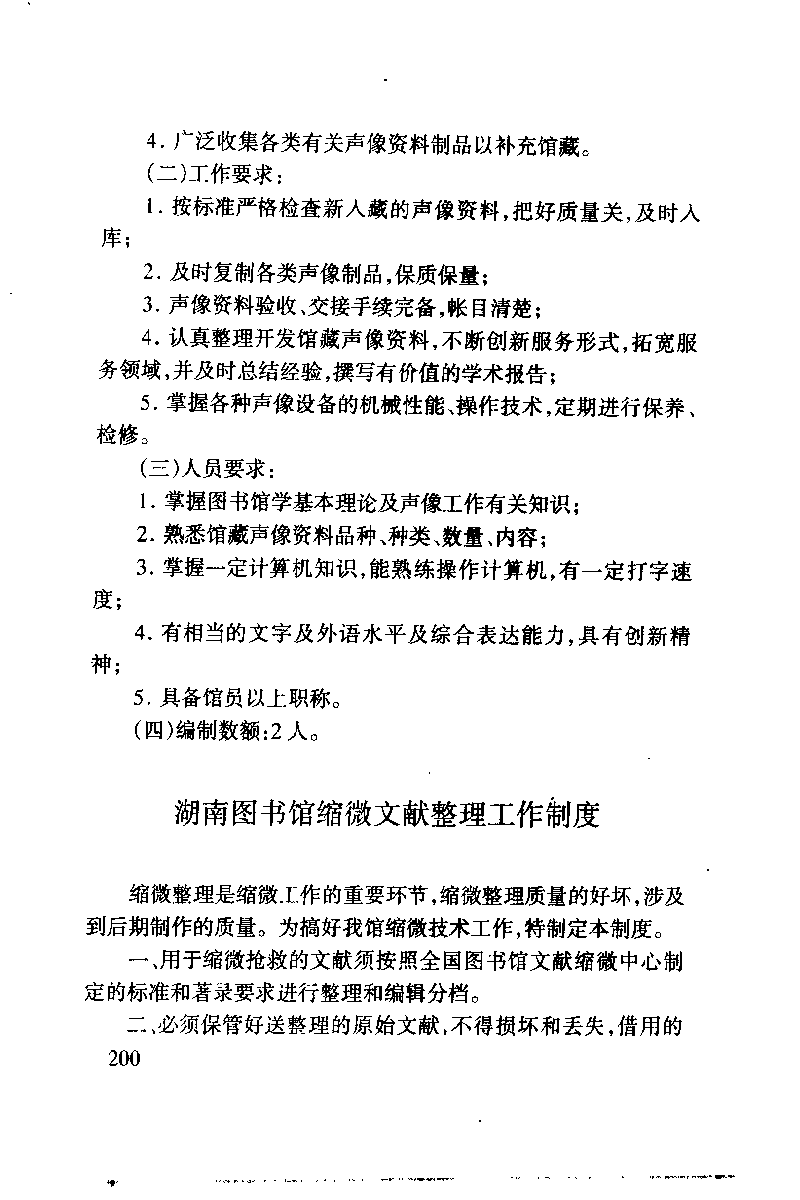 4. 广泛收集各类有关声像资料制品以补充馆藏。
(二)工作要求:
1. 按标准严格检查新入藏的声像资料,把好质量关,及时入
库;
2. 及时复制各类声像制品,保质保量;
3. 声像资料验收、交接手续完备,帐目清楚;
4. 认真整理开发馆藏声像资料,不断创新服务形式,拓宽服
务领域,并及时总结经验,撰写有价值的学术报告;
5. 掌握各种声像设备的机械性能、操作技术,定期进行保养、
检修。
(三)人员要求:
1. 掌握图书馆学基本理论及声像工作有关知识;
2. 熟悉馆藏声像资料品种、种类、数量、内容;
3. 掌握一定计算机知识,能熟练操作计算机,有一定打字速
度;
4. 有相当的文字及外语水平及综合表达能力,具有创新精
神;
5. 具备馆员以上职称。
(四)编制数额:2 人。
湖南图书馆缩微文献整理工作制度
缩微整理是缩微工作的重要环节,缩微整理质量的好坏,涉及
到后期制作的质量。为搞好我馆缩微技术工作,特制定本制度。
一、用于缩微抢救的文献须按照全国图书馆文献缩微中心制
定的标准和著录要求进行整理和编辑分档。
二、必须保管好送整理的原始文献,不得损坏和丢失,借用的
200